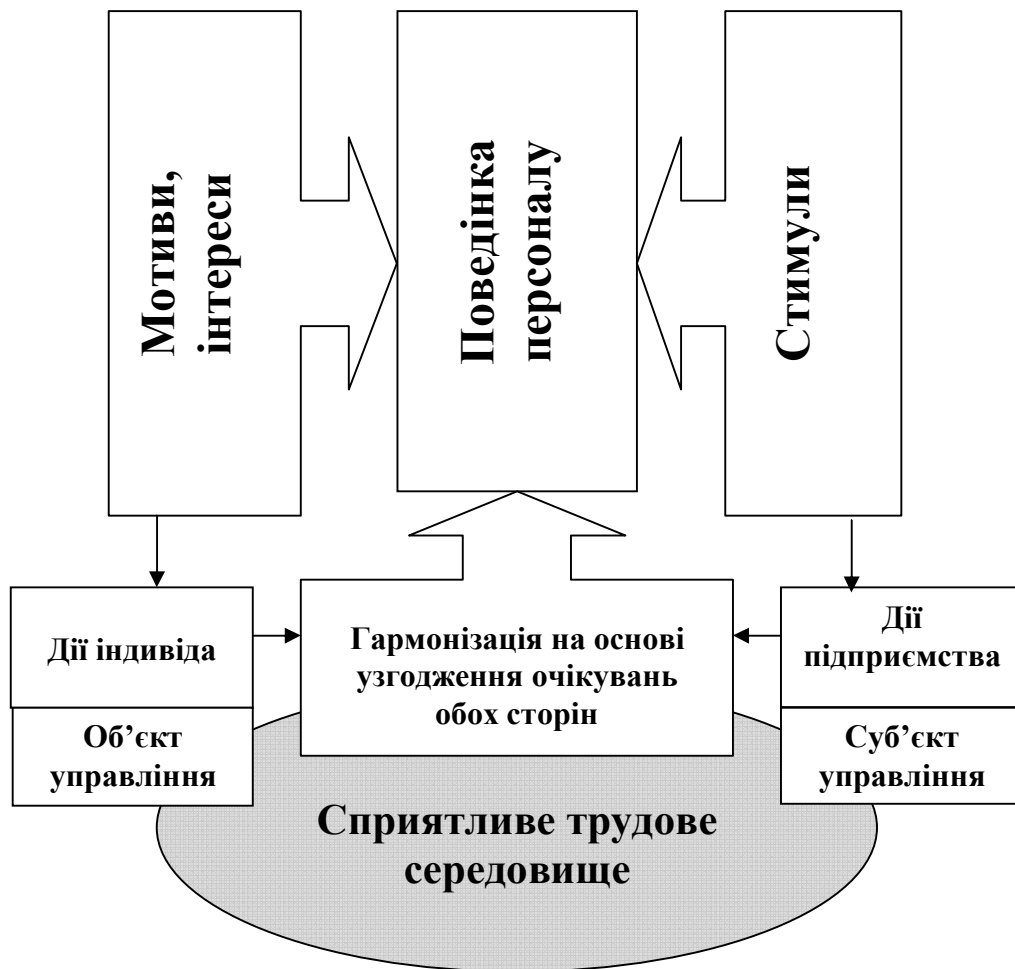 Мотиви,
інтереси
Поведінка
персоналу
Стимули
Дії індивіда
Об’єкт
управління
Гармонізація на основі
узгодження очікувань
обох сторін
Дії
підприємства
Суб’єкт
управління
Сприятливе трудове
середовище